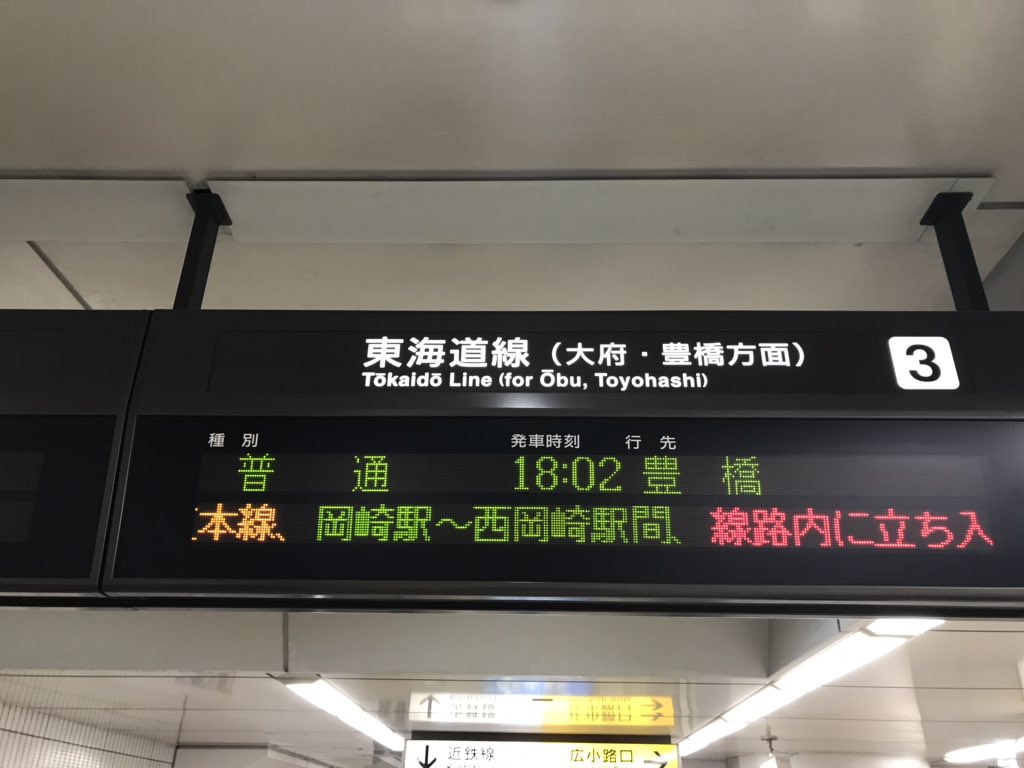 東海道線（大府・豊橋方面）
Tōkaidō Line (for Ōbu, Toyohashi)
3
種別 発車時刻 行先
普通 18:02 豊橋
本線、 岡崎駅〜西岡崎駅間、 線路内に立ち入
近鉄線 広小路口